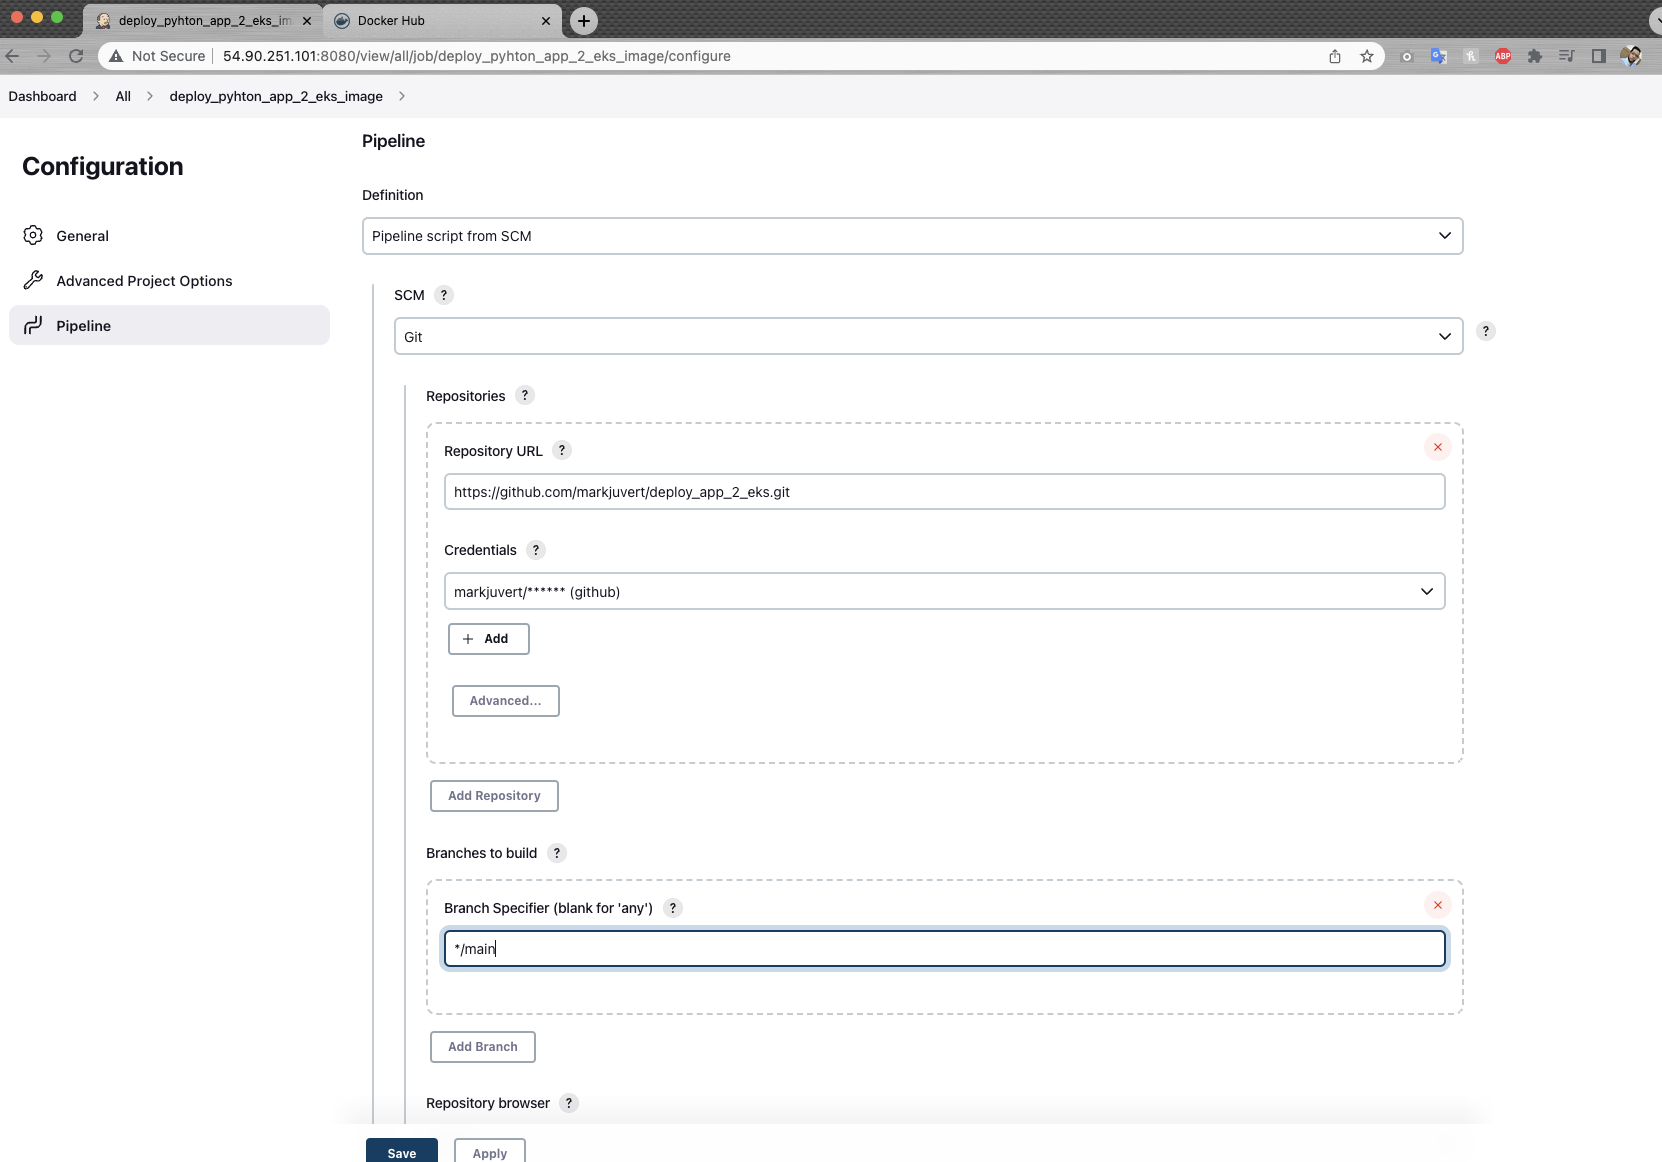 deploy_pyhton_app_2_eks_im
Docker Hub
Not Secure
54.90.251.101:8080/view/all/job/deploy_pyhton_app_2_eks_image/configure
ABP
Dashboard
All
deploy_pyhton_app_2_eks_image
Configuration
General
Advanced Project Options
Pipeline
Pipeline
Definition
Pipeline script from SCM
SCM ?
Git
?
Repositories ?
Repository URL ?
https://github.com/markjuvert/deploy_app_2_eks.git
Credentials ?
markjuvert/****** (github)
+ Add
Advanced...
Add Repository
Branches to build ?
Branch Specifier (blank for 'any') ?
*/main
Add Branch
Repository browser ?
Save
Apply